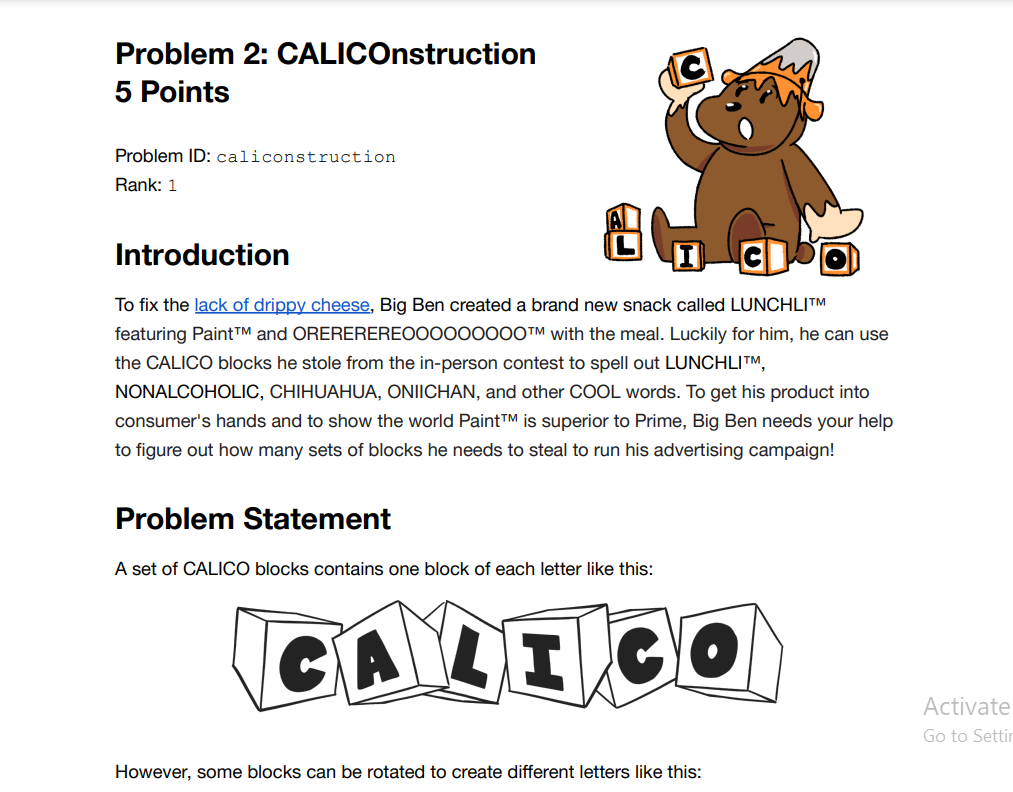 Problem 2: CALICOnstruction
5 Points
C
Problem ID: caliconstruction
Rank: 1
A
L
I
C
O
Introduction
To fix the lack of drippy cheese, Big Ben created a brand new snack called LUNCHLI™
featuring Paint™ and OREREREREOOOOOOOOO™ with the meal. Luckily for him, he can use
the CALICO blocks he stole from the in-person contest to spell out LUNCHLI™,
NONALCOHOLIC, CHIHUAHUA, ONIICHAN, and other COOL words. To get his product into
consumer's hands and to show the world Paint™ is superior to Prime, Big Ben needs your help
to figure out how many sets of blocks he needs to steal to run his advertising campaign!
Problem Statement
A set of CALICO blocks contains one block of each letter like this:
CALICO
Activate
Go to Settin
However, some blocks can be rotated to create different letters like this: